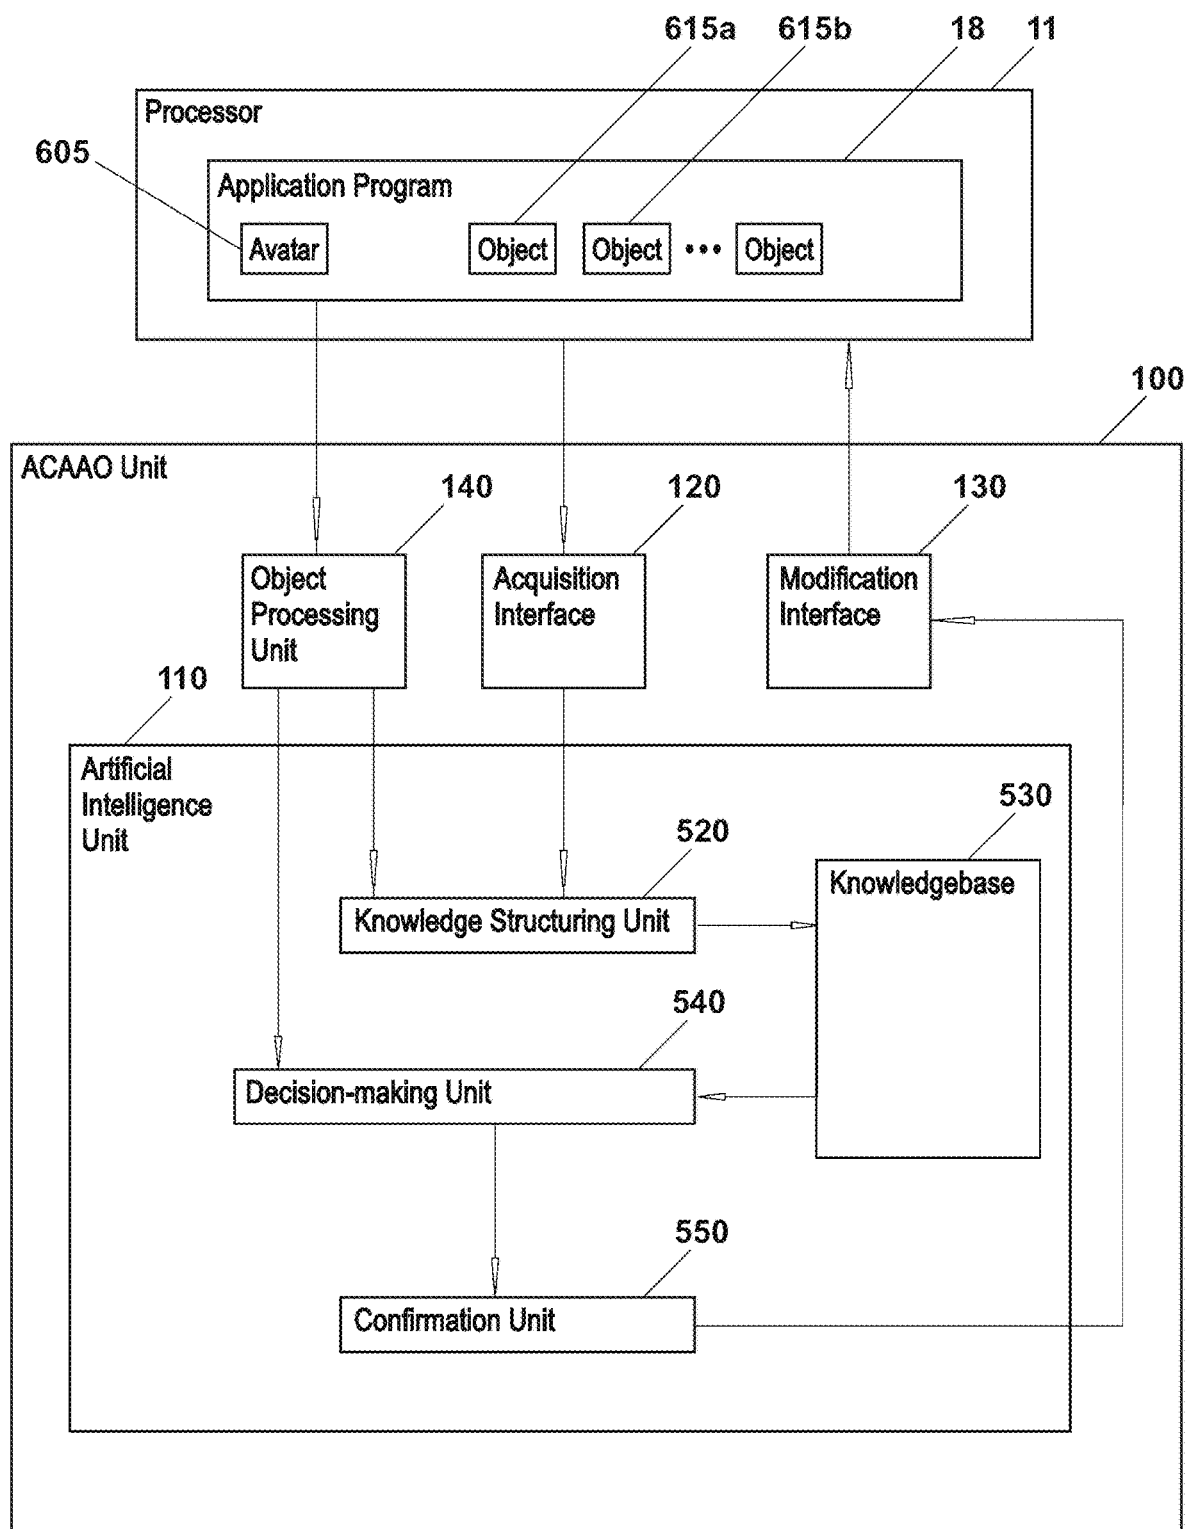 615a
615b
18
11
Processor
605
Application Program
Avatar
Object
Object
•••
Object
100
ACAAO Unit
140
120
130
Object
Processing
Unit
Acquisition
Interface
Modification
Interface
110
Artificial
Intelligence
Unit
520
530
Knowledge Structuring Unit
Knowledgebase
540
Decision-making Unit
550
Confirmation Unit